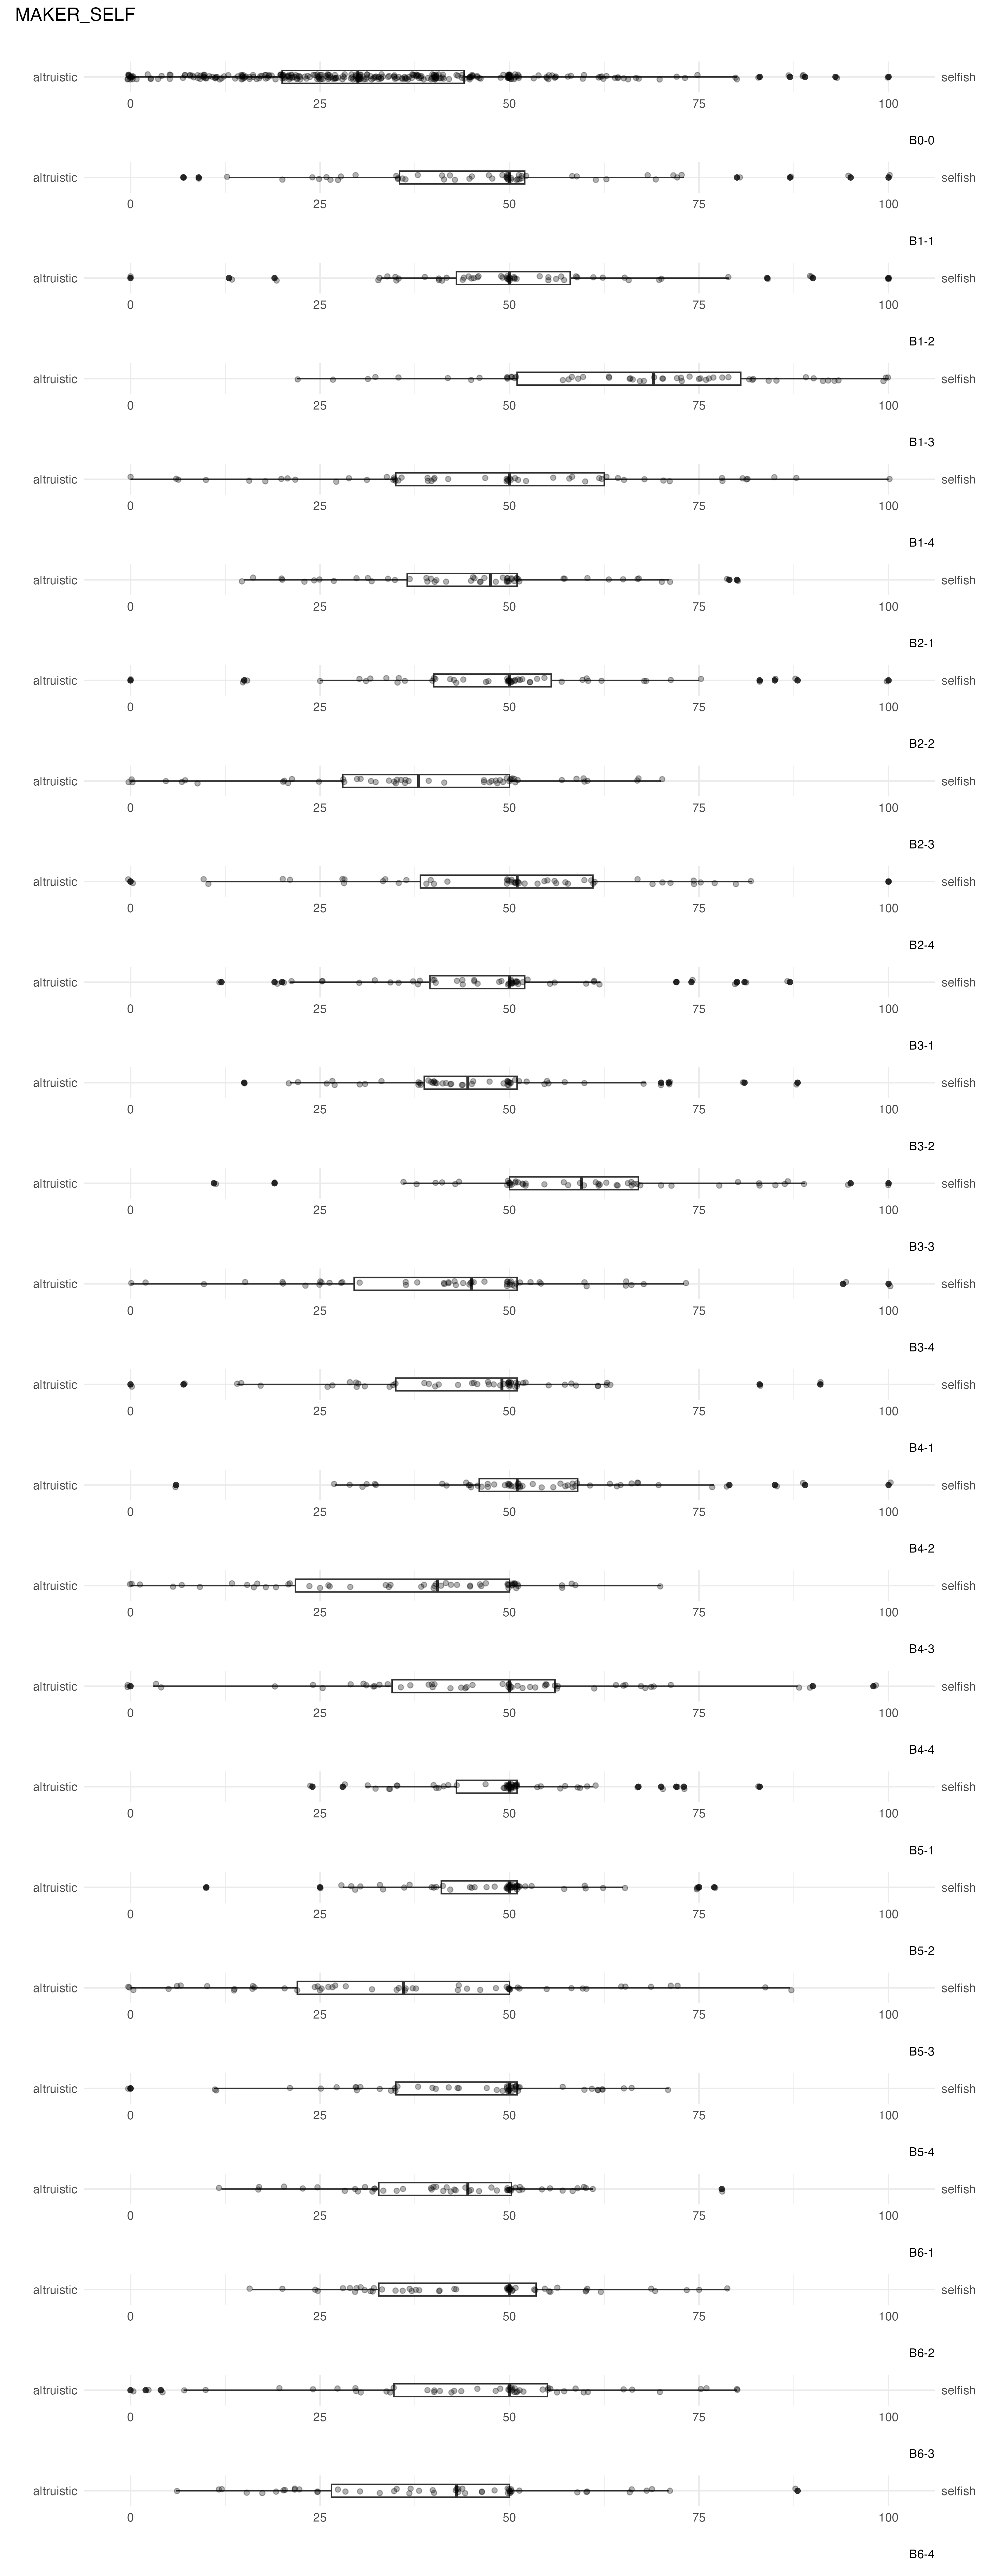 MAKER_SELF
altruistic selfish
0 25 50 75 100
B0-0
altruistic selfish
0 25 50 75 100
B1-1
altruistic selfish
0 25 50 75 100
B1-2
altruistic selfish
0 25 50 75 100
B1-3
altruistic selfish
0 25 50 75 100
B1-4
altruistic selfish
0 25 50 75 100
B2-1
altruistic selfish
0 25 50 75 100
B2-2
altruistic selfish
0 25 50 75 100
B2-3
altruistic selfish
0 25 50 75 100
B2-4
altruistic selfish
0 25 50 75 100
B3-1
altruistic selfish
0 25 50 75 100
B3-2
altruistic selfish
0 25 50 75 100
B3-3
altruistic selfish
0 25 50 75 100
B3-4
altruistic selfish
0 25 50 75 100
B4-1
altruistic selfish
0 25 50 75 100
B4-2
altruistic selfish
0 25 50 75 100
B4-3
altruistic selfish
0 25 50 75 100
B4-4
altruistic selfish
0 25 50 75 100
B5-1
altruistic selfish
0 25 50 75 100
B5-2
altruistic selfish
0 25 50 75 100
B5-3
altruistic selfish
0 25 50 75 100
B5-4
altruistic selfish
0 25 50 75 100
B6-1
altruistic selfish
0 25 50 75 100
B6-2
altruistic selfish
0 25 50 75 100
B6-3
altruistic selfish
0 25 50 75 100
B6-4